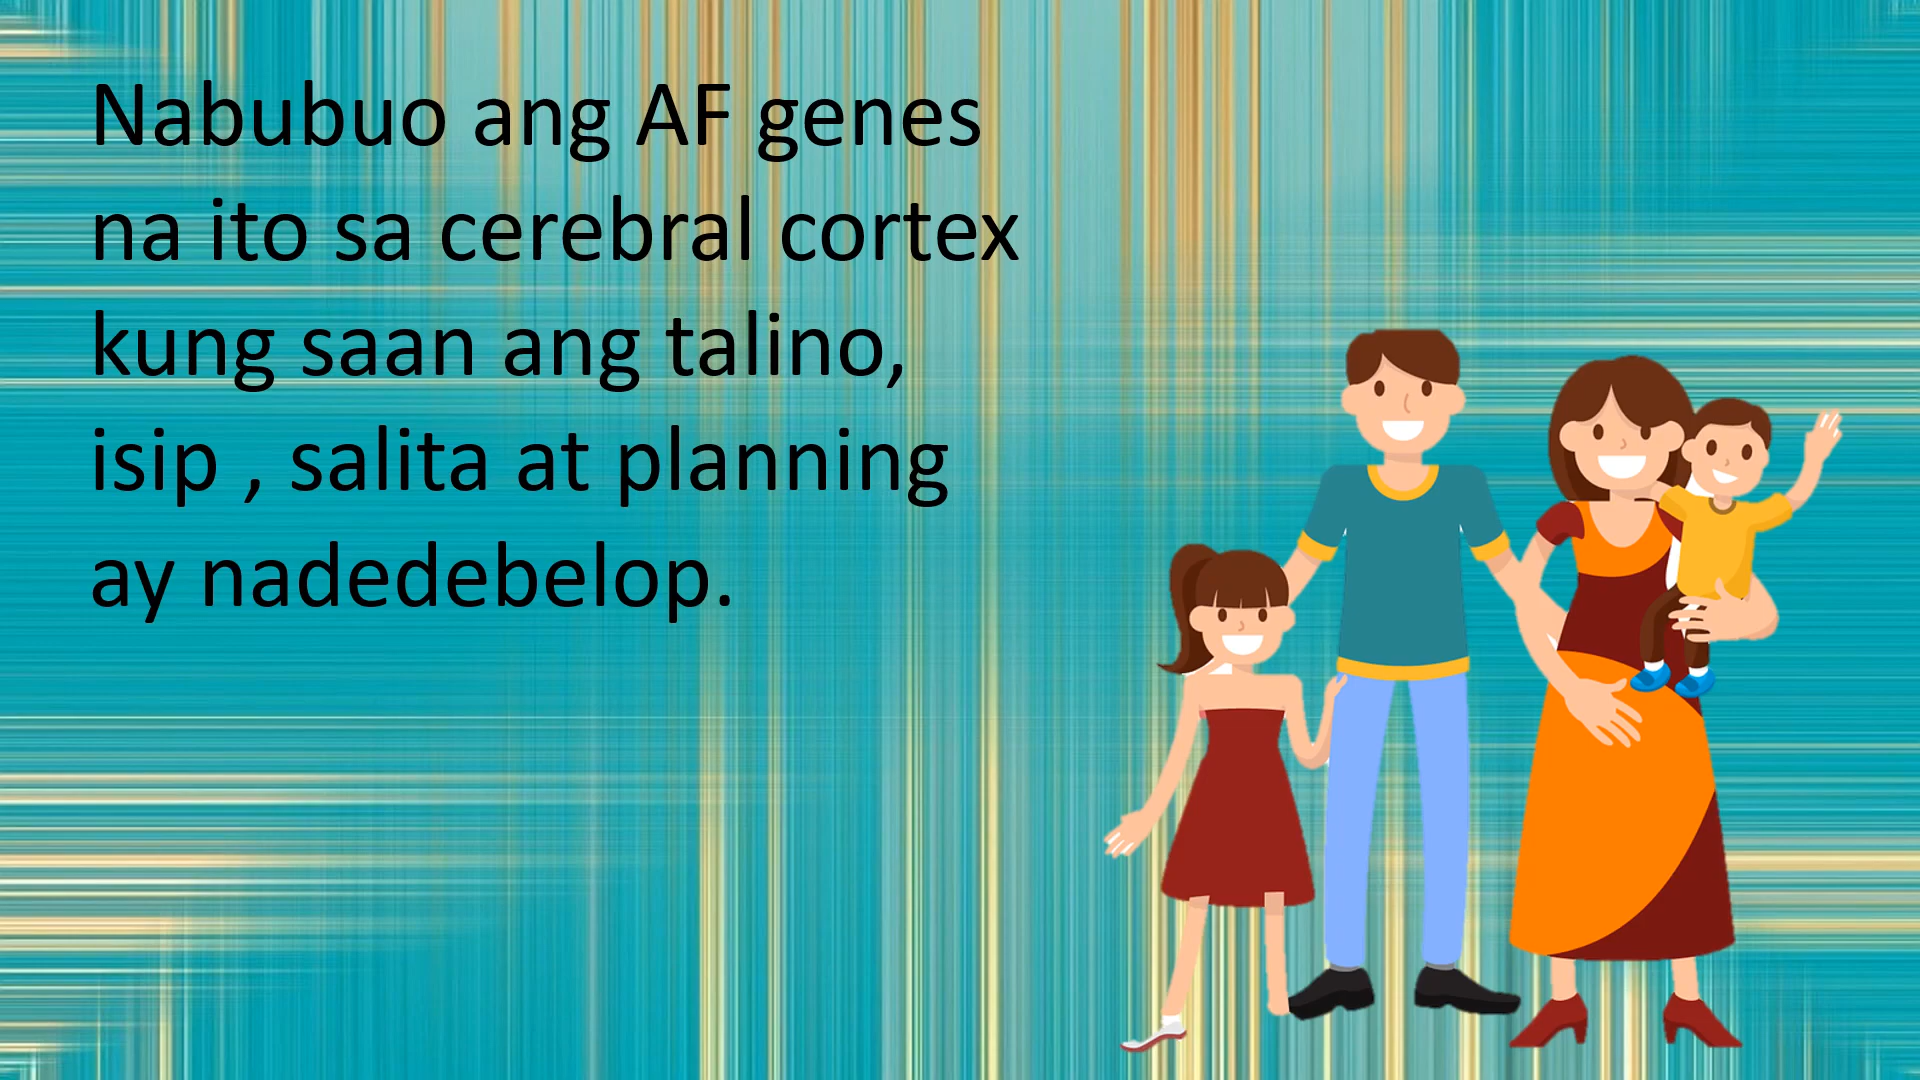 Nabubuo ang AF genes
na ito sa cerebral cortex
kung saan ang talino,
isip , salita at planning
ay nadedebelop.